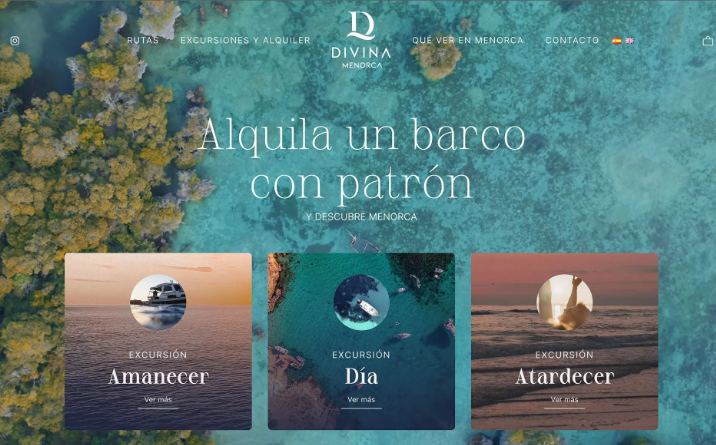 RUTAS
EXCURSIONES Y ALQUILER
DIVINA
MENORCA
QUÉ VER EN MENORCA
CONTACTO
Alquila un barco
con patrón
Y DESCUBRE MENORCA
EXCURSIÓN
Amanecer
Ver más
EXCURSIÓN
Día
Ver más
EXCURSIÓN
Atardecer
Ver más